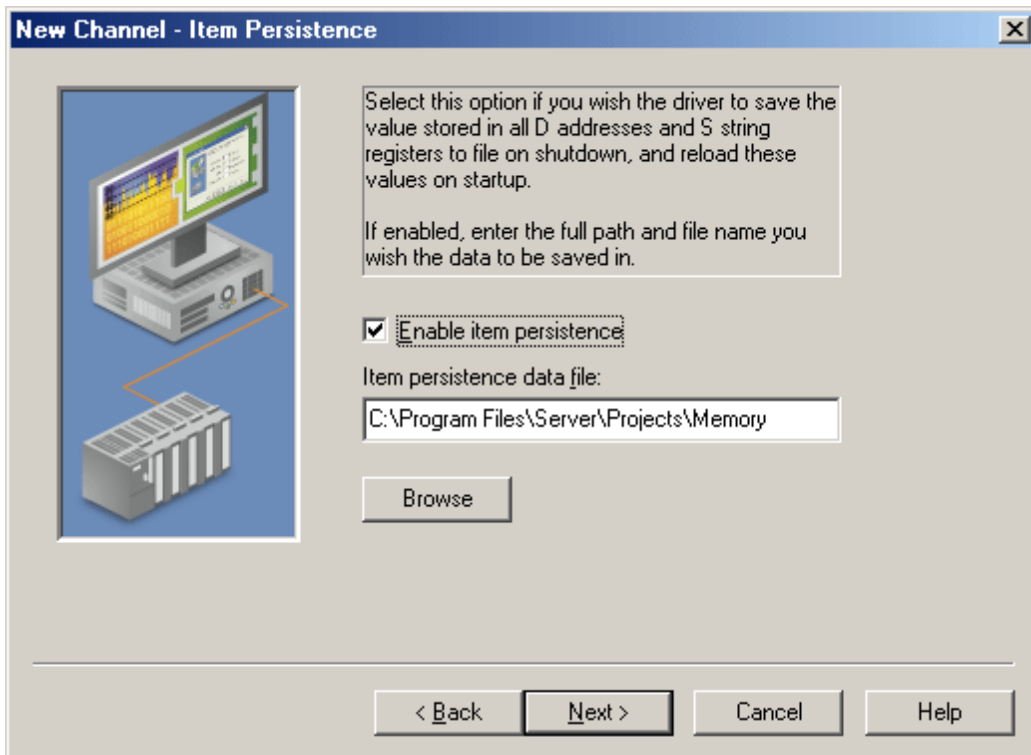 New Channel - Item Persistence
Select this option if you wish the driver to save the
value stored in all D addresses and S string
registers to file on shutdown, and reload these
values on startup.
If enabled, enter the full path and file name you
wish the data to be saved in.
Enable item persistence
Item persistence data file:
C:\Program Files\Server\Projects\Memory
Browse
< Back Next > Cancel Help